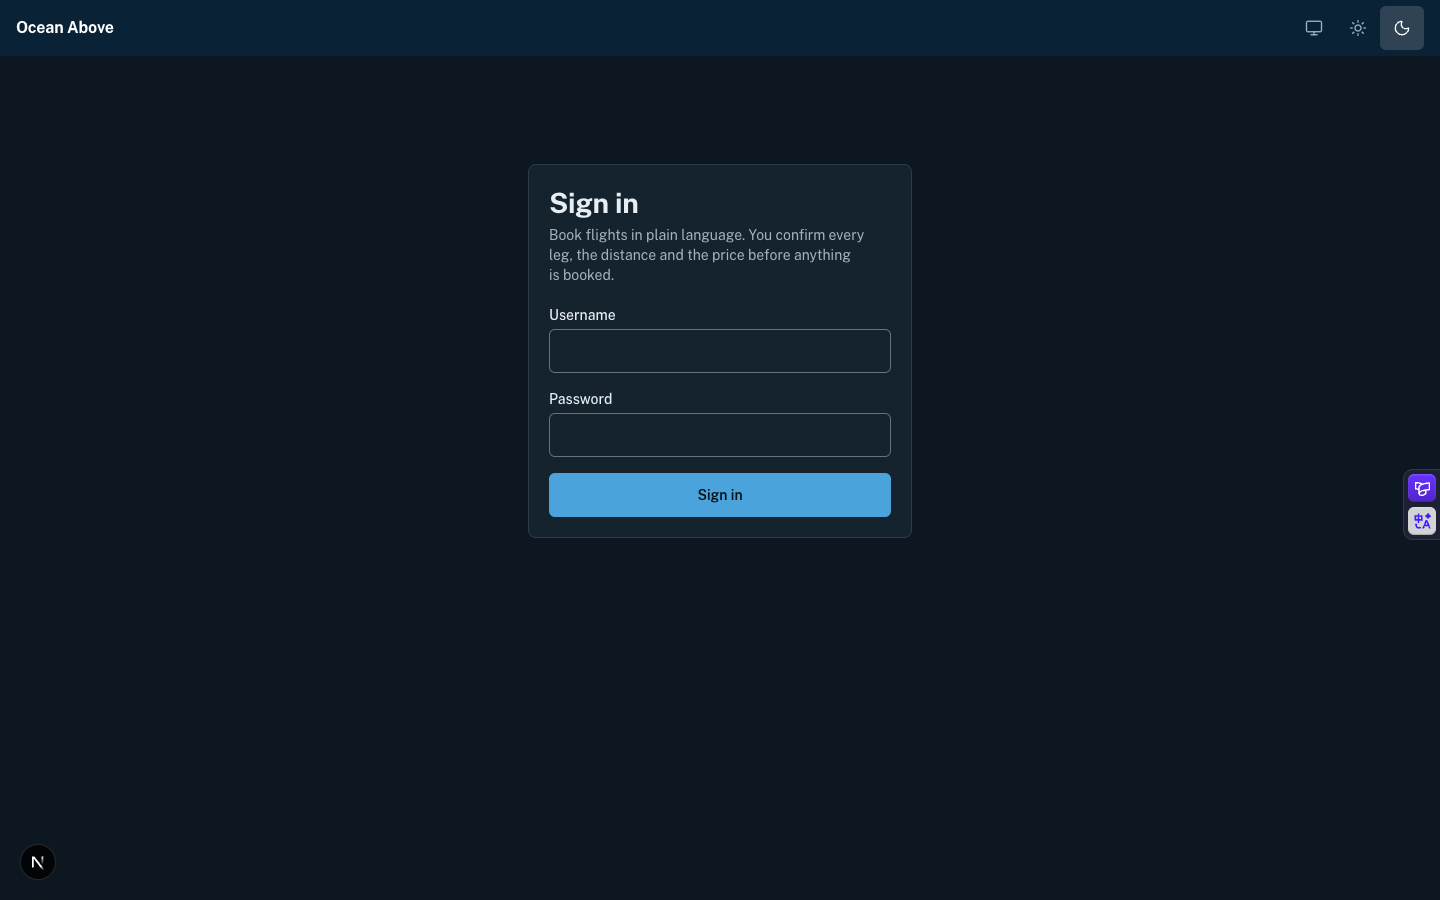 Ocean Above
Sign in
Book flights in plain language. You confirm every
leg, the distance and the price before anything
is booked.
Username
Password
Sign in